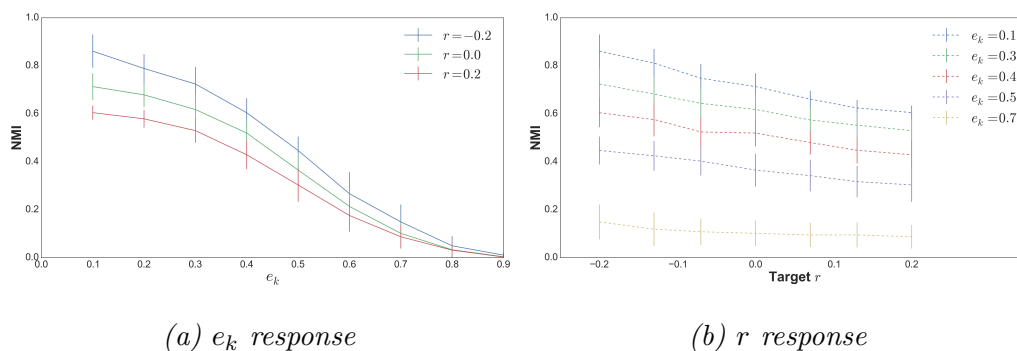 1.0
0.8
0.6
0.4
0.2
0.0
NMI
0.0 0.1 0.2 0.3 0.4 0.5 0.6 0.7 0.8 0.9
e_k
r = −0.2
r = 0.0
r = 0.2
(a) e_k response
1.0
0.8
0.6
0.4
0.2
0.0
NMI
−0.2 −0.1 0.0 0.1 0.2
Target r
e_k = 0.1
e_k = 0.3
e_k = 0.4
e_k = 0.5
e_k = 0.7
(b) r response